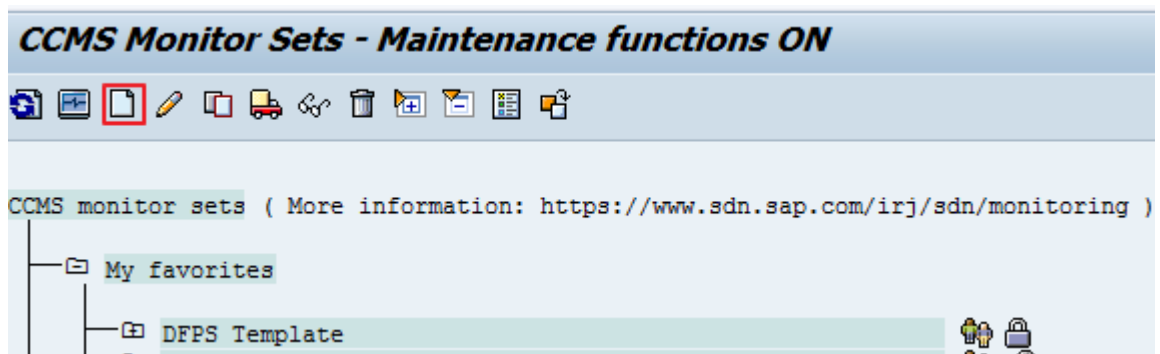 CCMS Monitor Sets - Maintenance functions ON
CCMS monitor sets ( More information: https://www.sdn.sap.com/irj/sdn/monitoring )
My favorites
DFPS Template